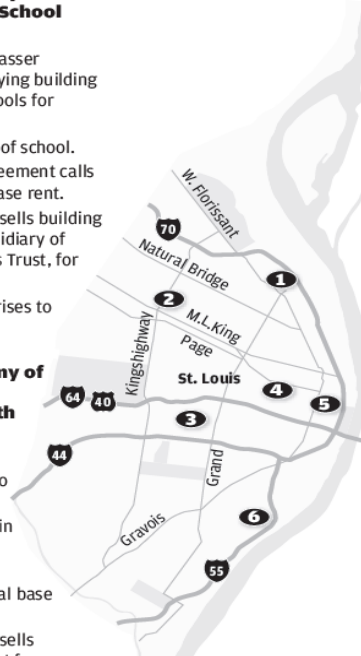 School
asser
ying building
ools for
of school.
eement calls
ase rent.
sells building
idiary of
s Trust, for
rises to
ny of
th
o
in
al base
sells
W. Florissant
70
Natural Bridge
1
2
M.L.King
Kingshighway
Page
St. Louis
64
40
4
5
3
44
Grand
6
Gravois
55